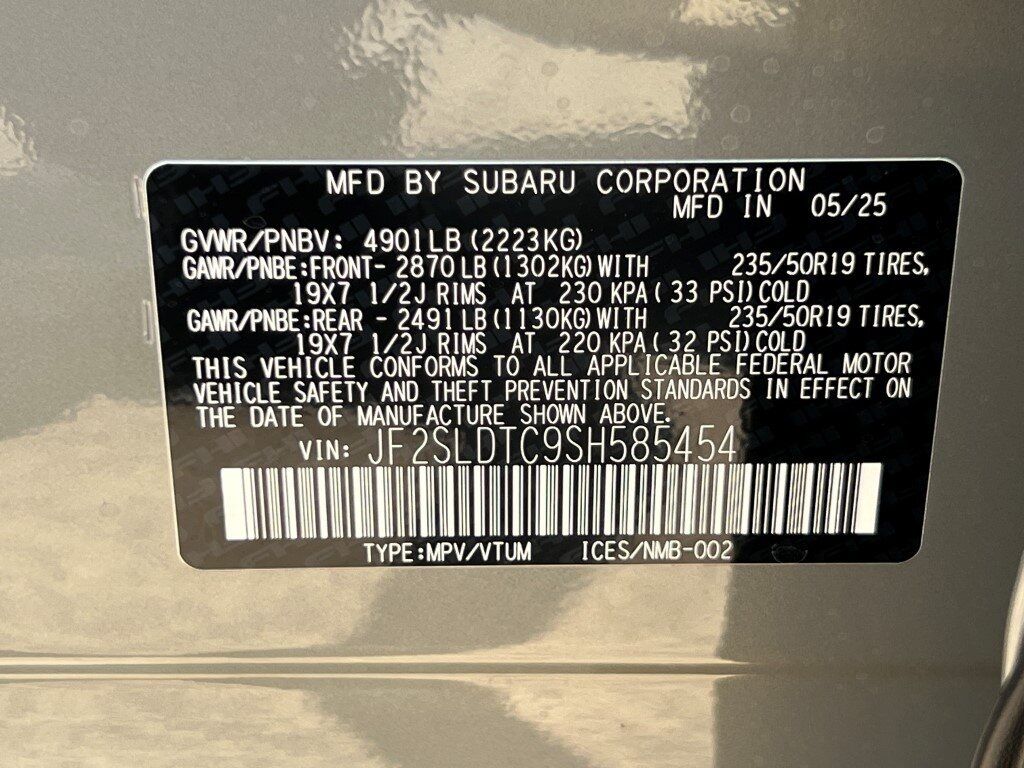 MFD BY SUBARU CORPORATION
MFD IN 05/25
GVWR/PNBV: 4901LB(2223KG)
GAWR/PNBE:FRONT- 2870LB(1302KG)WITH 235/50R19 TIRES,
19X7 1/2J RIMS AT 230 KPA( 33 PSI)COLD
GAWR/PNBE:REAR - 2491LB(1130KG)WITH 235/50R19 TIRES,
19X7 1/2J RIMS AT 220 KPA( 32 PSI)COLD
THIS VEHICLE CONFORMS TO ALL APPLICABLE FEDERAL MOTOR
VEHICLE SAFETY AND THEFT PREVENTION STANDARDS IN EFFECT ON
THE DATE OF MANUFACTURE SHOWN ABOVE.
VIN: JF2SLDTC9SH585454
TYPE:MPV/VTUM ICES/NMB-002